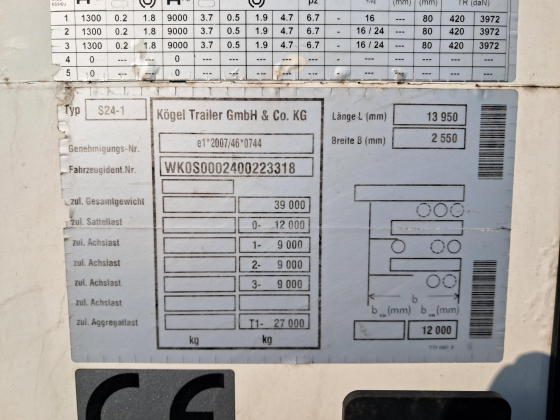 1 1300 0.2 1.8 9000 3.7 0.5 1.9 4.7 6.7 - 16 --- --- 80 420 3972
2 1300 0.2 1.8 9000 3.7 0.5 1.9 4.7 6.7 - 16 / 24 --- --- 80 420 3972
3 1300 0.2 1.8 9000 3.7 0.5 1.9 4.7 6.7 - 16 / 24 --- --- 80 420 3972
4 0 --- --- 0 --- --- --- --- --- --- --- --- --- ---
5 0
Typ S24-1
Kögel Trailer GmbH & Co. KG
Länge L (mm) 13 950
Breite B (mm) 2 550
Genehmigungs-Nr. e1*2007/46*0744
Fahrzeugident.Nr. WK0S0002400223318
zul. Gesamtgewicht 39 000
zul. Sattellast 0- 12 000
zul. Achslast 1- 9 000
zul. Achslast 2- 9 000
zul. Achslast 3- 9 000
zul. Achslast
zul. Aggregatlast T1- 27 000
kg kg
b
b (mm) b (mm)
12 000
CE